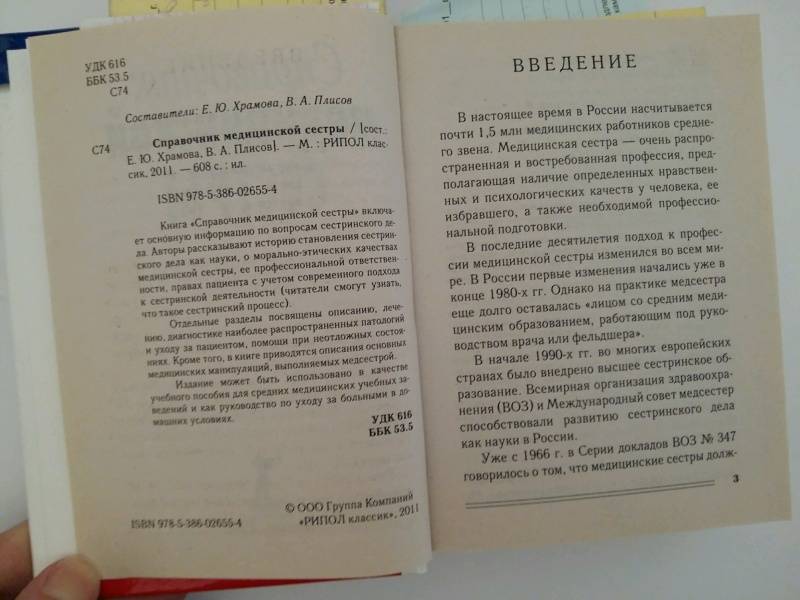 УДК 616
ББК 53.5
С74
Составители: Е. Ю. Храмова, В. А. Плисов
Справочник медицинской сестры / [сост.:
С74 Е. Ю. Храмова, В. А. Плисов]. — М. : РИПОЛ клас-
сик, 2011. — 608 с. : ил.
ISBN 978-5-386-02655-4
Книга «Справочник медицинской сестры» включа-
ет основную информацию по вопросам сестринского де-
ла. Авторы рассказывают историю становления сестрин-
ского дела как науки, о морально-этических качествах
медицинской сестры, ее профессиональной ответствен-
ности, правах пациента с учетом современного подхода
к сестринской деятельности (читатели смогут узнать,
что такое сестринский процесс).
Отдельные разделы посвящены описанию, лече-
нию, диагностике наиболее распространенных патологий
и уходу за пациентом, помощи при неотложных состоя-
ниях. Кроме того, в книге приводятся описания основных
медицинских манипуляций, выполняемых медсестрой.
Издание может быть использовано в качестве
учебного пособия для средних медицинских учебных за-
ведений и как руководство по уходу за больными в до-
машних условиях.
УДК 616
ББК 53.5
© ООО Группа Компаний
ISBN 978-5-386-02655-4 «РИПОЛ классик», 2011
ВВЕДЕНИЕ
В настоящее время в России насчитывается
почти 1,5 млн медицинских работников средне-
го звена. Медицинская сестра — очень распро-
страненная и востребованная профессия, пред-
полагающая наличие определенных нравствен-
ных и психологических качеств у человека, ее
избравшего, а также необходимой профессио-
нальной подготовки.
В последние десятилетия подход к профес-
сии медицинской сестры изменился во всем ми-
ре. В России первые изменения начались уже в
конце 1980-х гг. Однако на практике медсестра
еще долго оставалась «лицом со средним меди-
цинским образованием, работающим под руко-
водством врача или фельдшера».
В начале 1990-х гг. во многих европейских
странах было внедрено высшее сестринское об-
разование. Всемирная организация здравоохра-
нения (ВОЗ) и Международный совет медсестер
способствовали развитию сестринского дела
как науки в России.
Уже с 1966 г. в Серии докладов ВОЗ № 347
говорилось о том, что медицинские сестры долж-
3